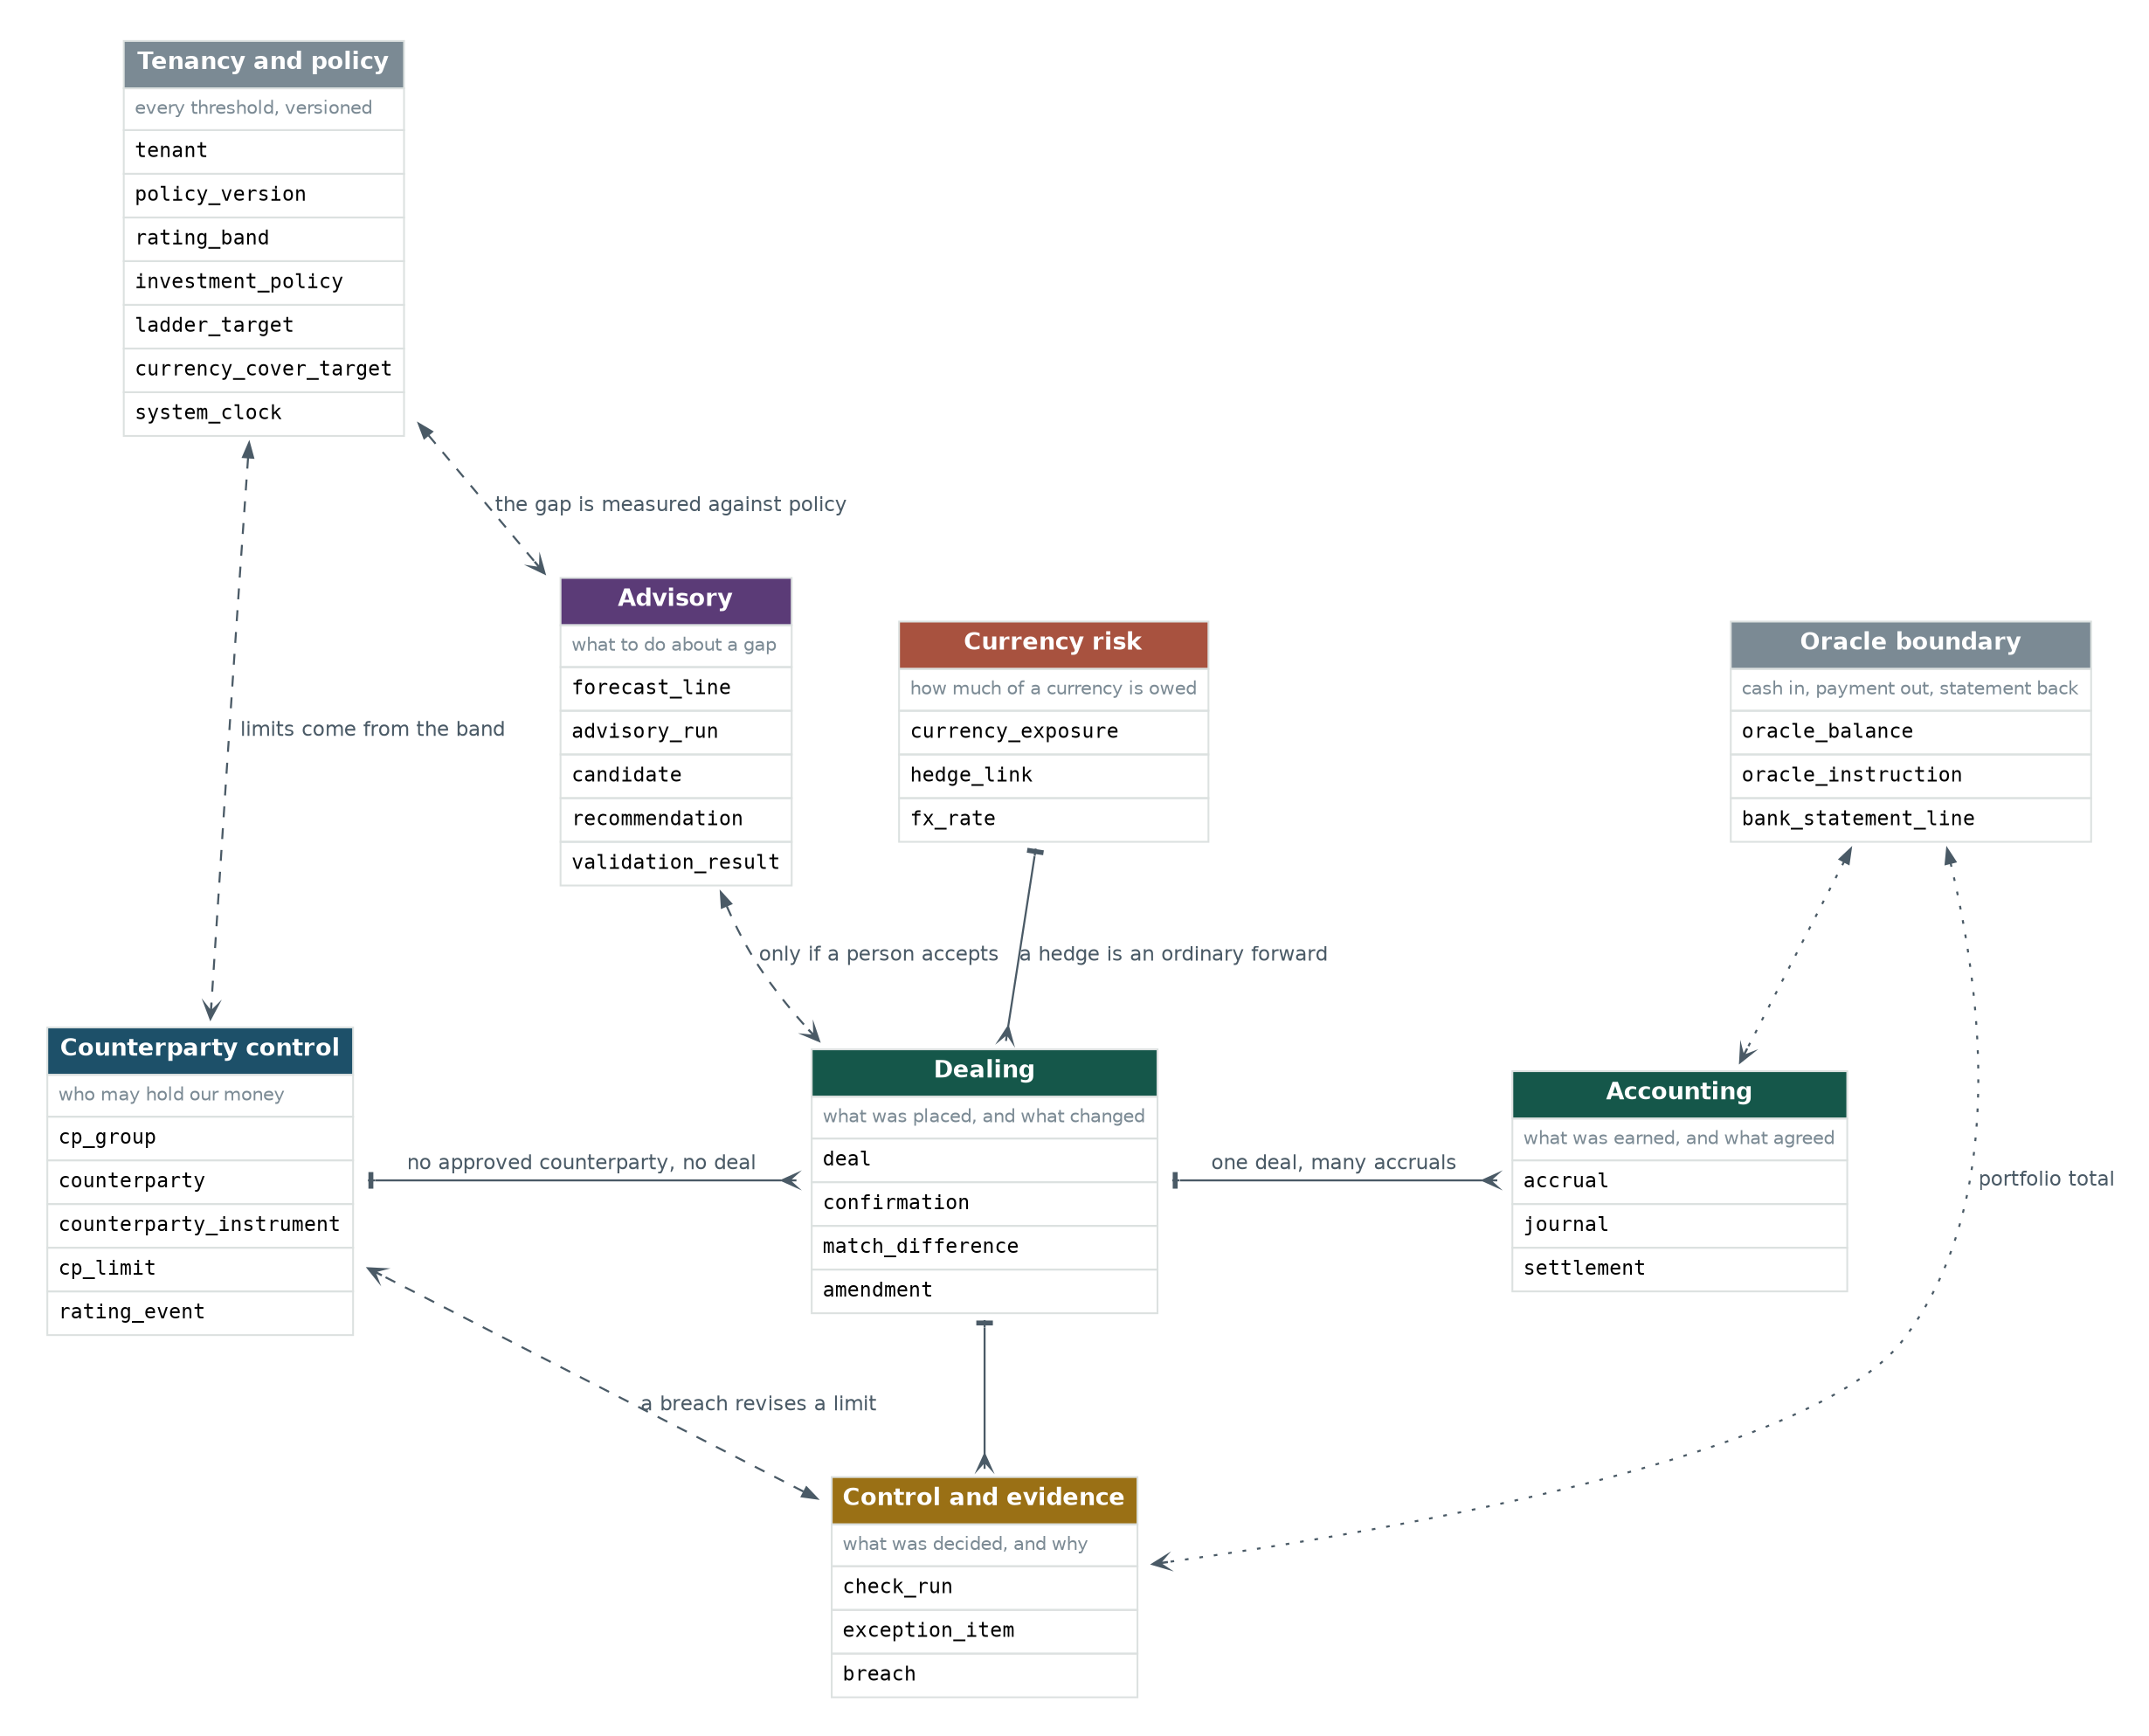 Tenancy and policy
every threshold, versioned
tenant
policy_version
rating_band
investment_policy
ladder_target
currency_cover_target
system_clock
the gap is measured against policy
Advisory
what to do about a gap
forecast_line
advisory_run
candidate
recommendation
validation_result
Currency risk
how much of a currency is owed
currency_exposure
hedge_link
fx_rate
Oracle boundary
cash in, payment out, statement back
oracle_balance
oracle_instruction
bank_statement_line
limits come from the band
only if a person accepts
a hedge is an ordinary forward
Counterparty control
who may hold our money
cp_group
counterparty
counterparty_instrument
cp_limit
rating_event
no approved counterparty, no deal
Dealing
what was placed, and what changed
deal
confirmation
match_difference
amendment
one deal, many accruals
Accounting
what was earned, and what agreed
accrual
journal
settlement
portfolio total
a breach revises a limit
Control and evidence
what was decided, and why
check_run
exception_item
breach